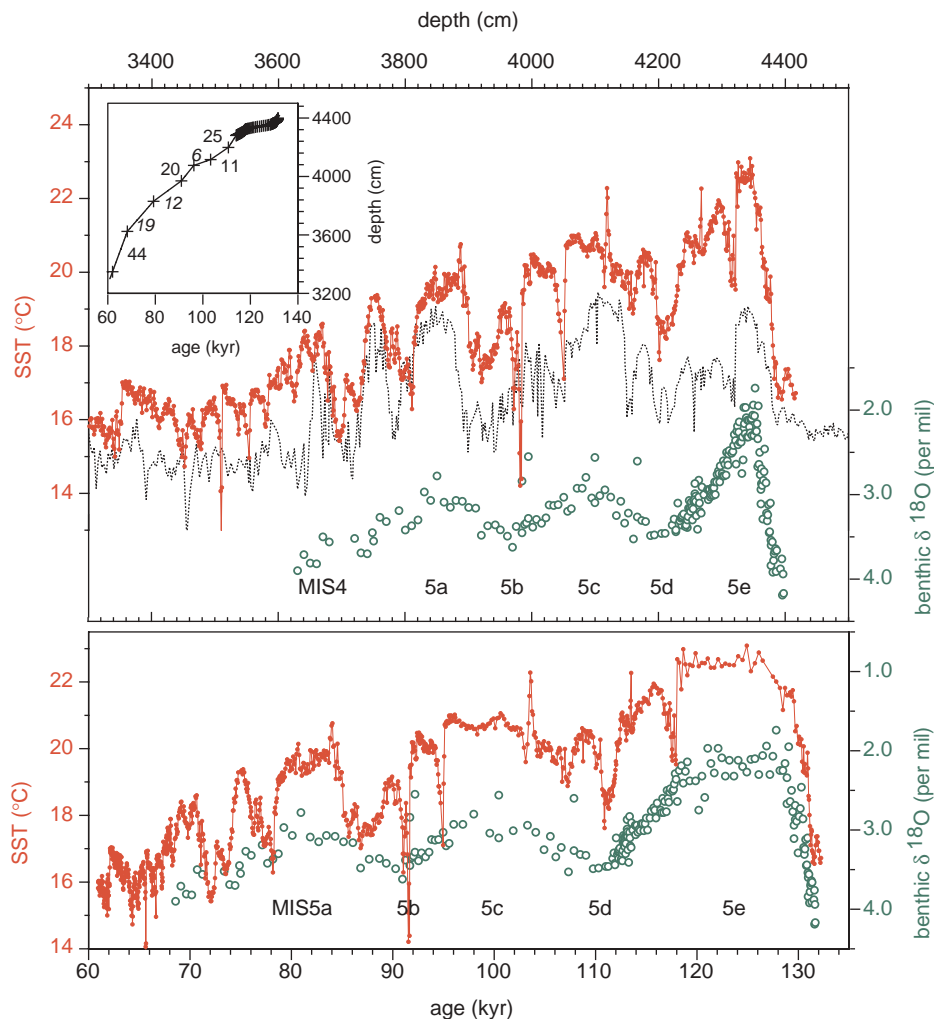 depth (cm)
3400 3600 3800 4000 4200 4400
24
22
20
18
16
14
SST (°C)
4400
4000
3600
3200
depth (cm)
25
6
11
20
12
19
44
60 80 100 120 140
age (kyr)
2.0
3.0
4.0
benthic δ 18O (per mil)
MIS4 5a 5b 5c 5d 5e
22
20
18
16
14
SST (°C)
1.0
2.0
3.0
4.0
benthic δ 18O (per mil)
MIS5a 5b 5c 5d 5e
60 70 80 90 100 110 120 130
age (kyr)